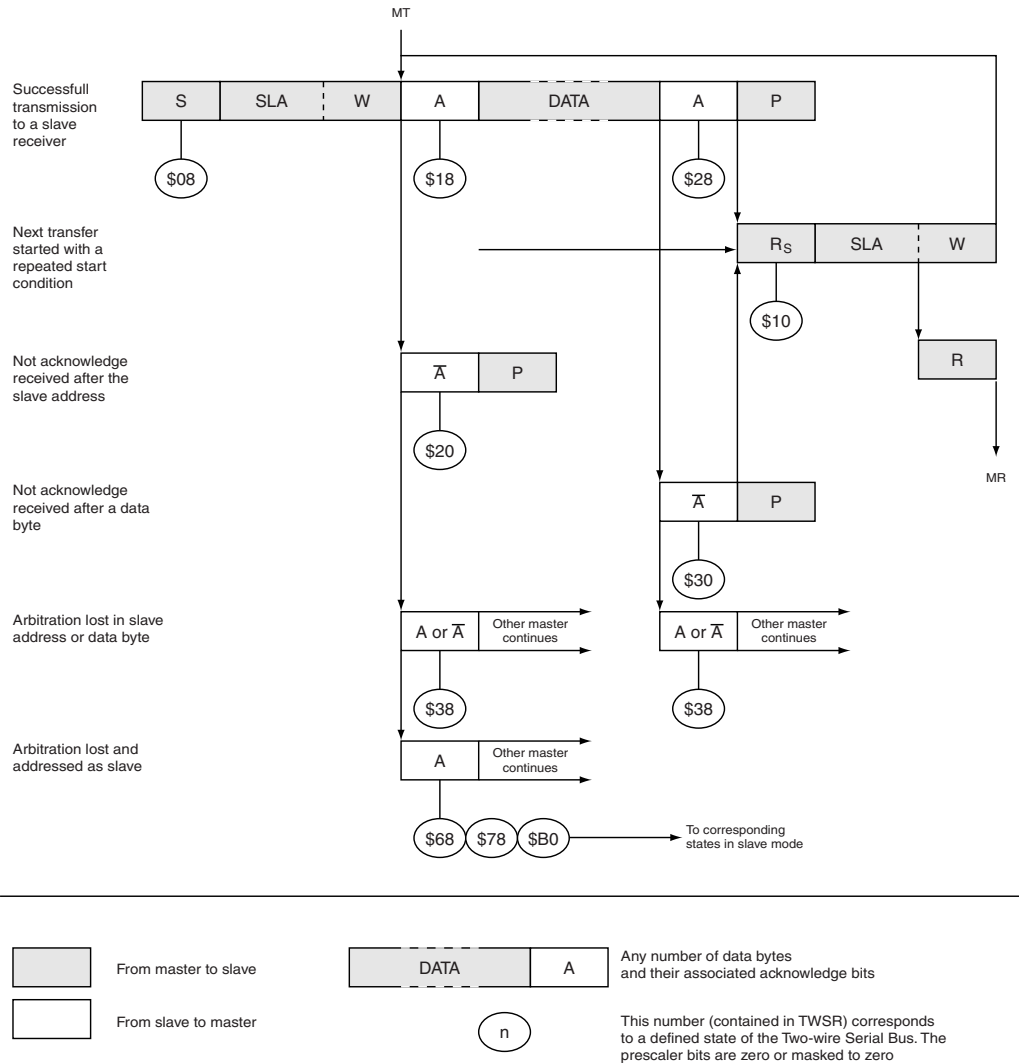 MT
Successfull
transmission
to a slave
receiver
S SLA W A DATA A P
$08 $18 $28
Next transfer
started with a
repeated start
condition
RS SLA W
$10
Not acknowledge
received after the
slave address
A̅ P
R
$20
MR
Not acknowledge
received after a data
byte
A̅ P
$30
Arbitration lost in slave
address or data byte
A or A̅
Other master
continues
A or A̅
Other master
continues
$38 $38
Arbitration lost and
addressed as slave
A
Other master
continues
$68 $78 $B0
To corresponding
states in slave mode
From master to slave
DATA A
Any number of data bytes
and their associated acknowledge bits
From slave to master
n
This number (contained in TWSR) corresponds
to a defined state of the Two-wire Serial Bus. The
prescaler bits are zero or masked to zero